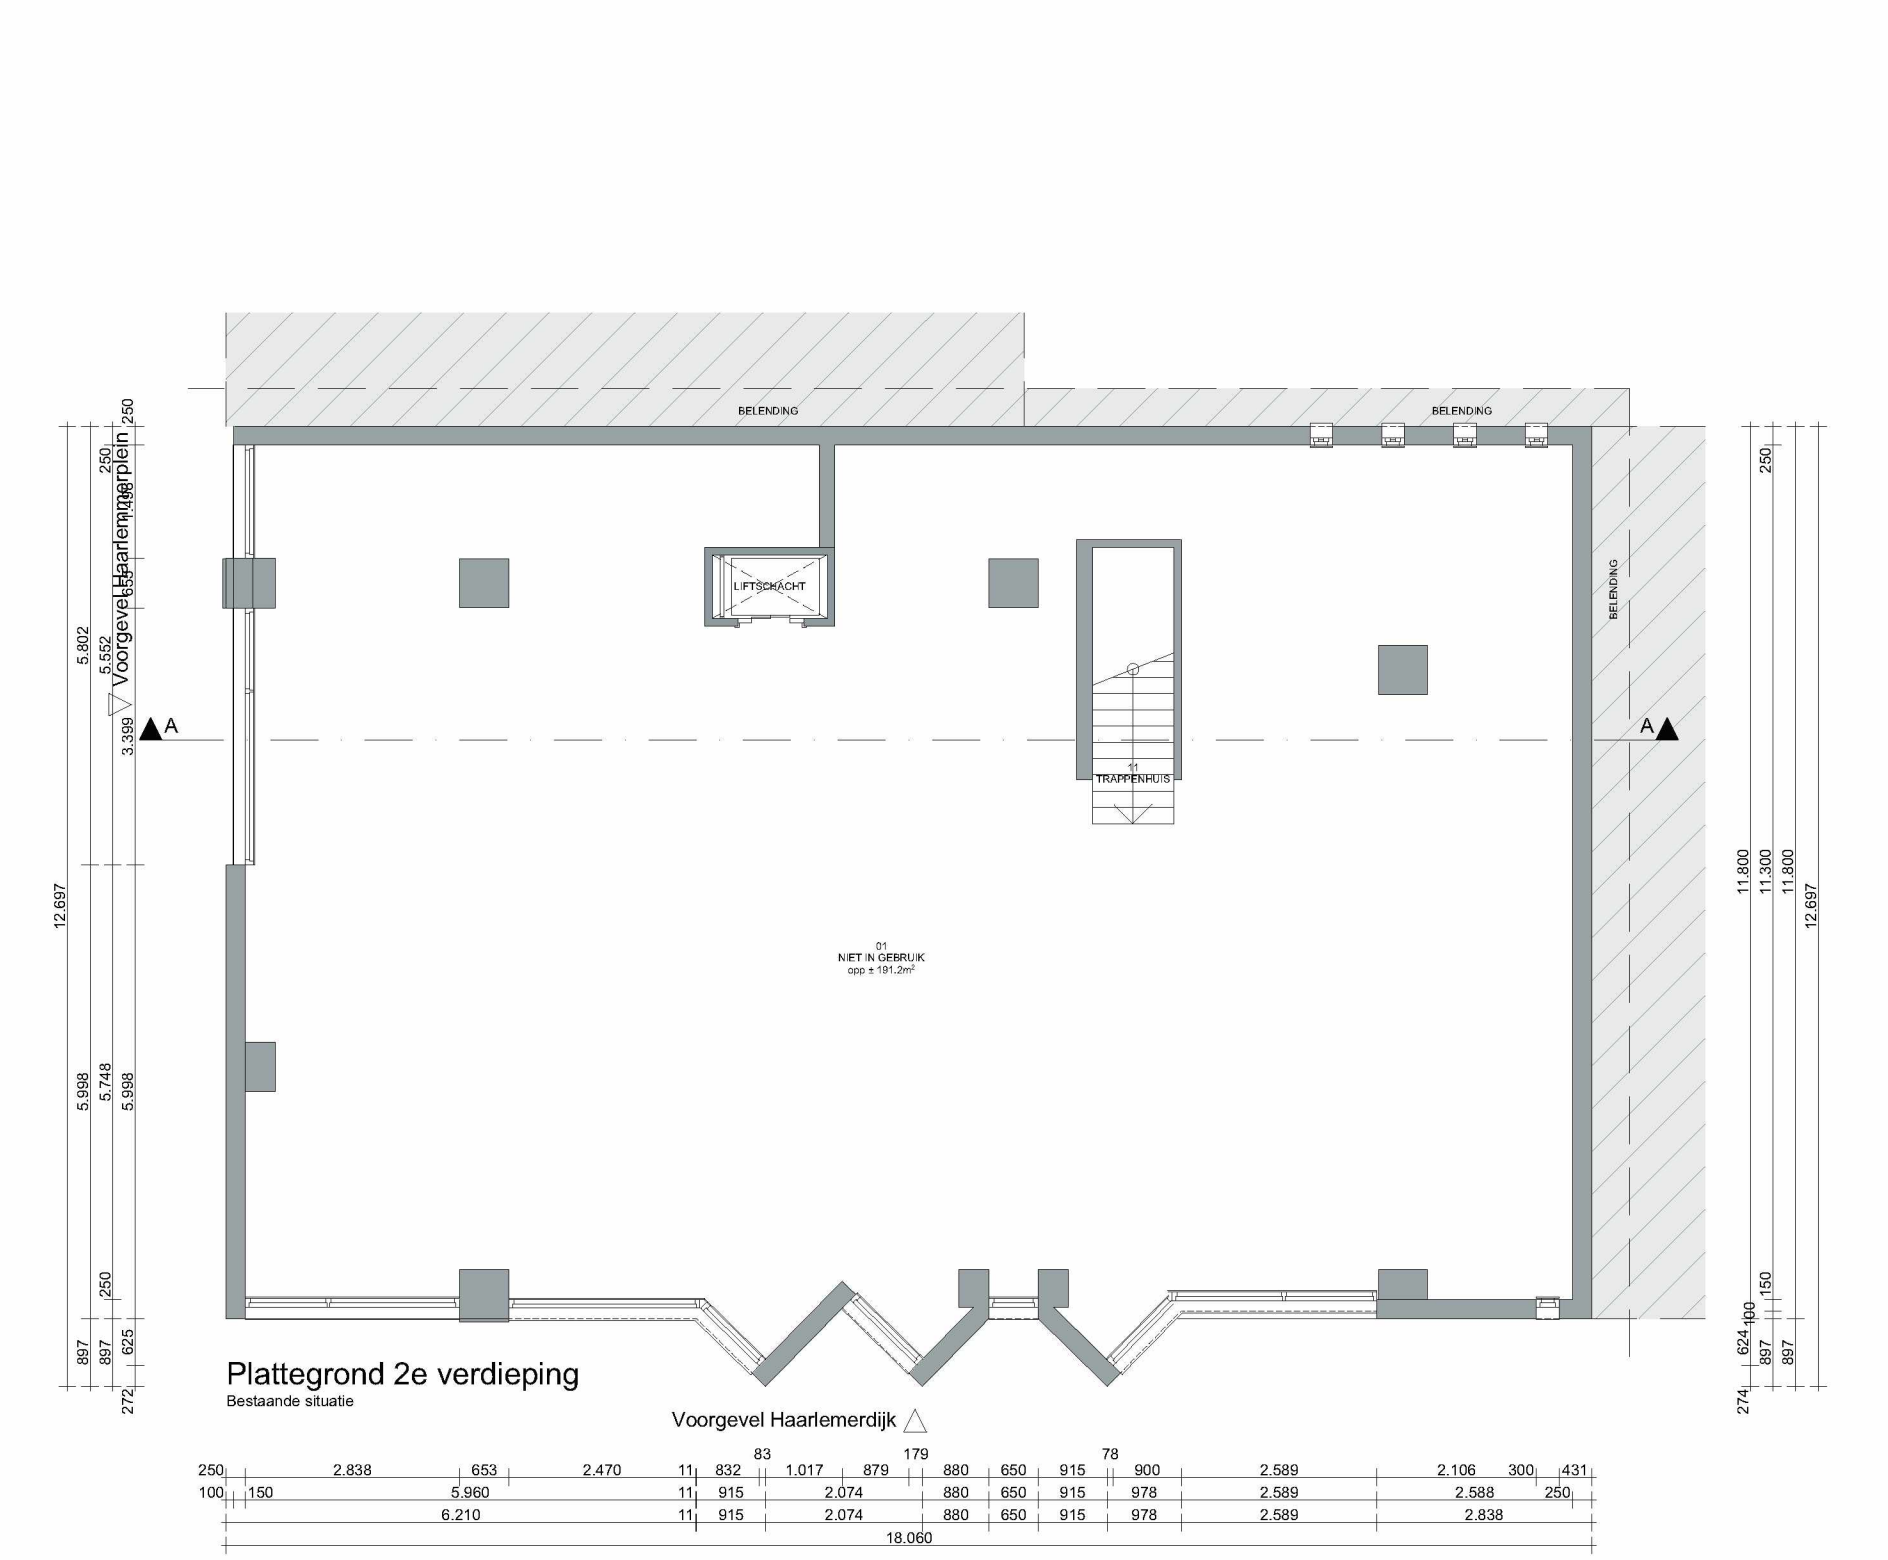 BELENDING
BELENDING
BELENDING
LIFTSCHACHT
11
TRAPPENHUIS
A
A
01
NIET IN GEBRUIK
opp ± 191.2m²
Voorgevel Haarlemmerplein
250
250
1.498
655
5.802
5.552
3.399
12.697
5.998
5.748
5.998
250
897
897
625
272
250
11.800
11.300
11.800
12.697
150
100
624
897
897
274
Plattegrond 2e verdieping
Bestaande situatie
Voorgevel Haarlemerdijk
83 179 78
250 2.838 653 2.470 11 832 1.017 879 880 650 915 900 2.589 2.106 300 431
100 150 5.960 11 915 2.074 880 650 915 978 2.589 2.588 250
6.210 11 915 2.074 880 650 915 978 2.589 2.838
18.060